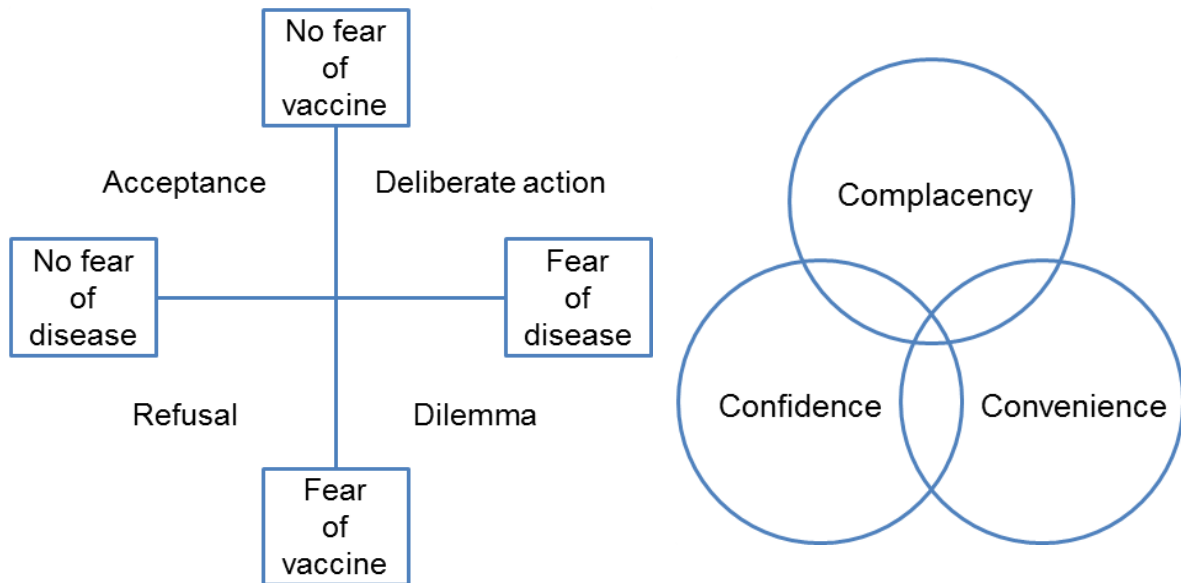 No fear
of
vaccine
Acceptance
Deliberate action
No fear
of
disease
Fear
of
disease
Refusal
Dilemma
Fear
of
vaccine
Complacency
Confidence
Convenience